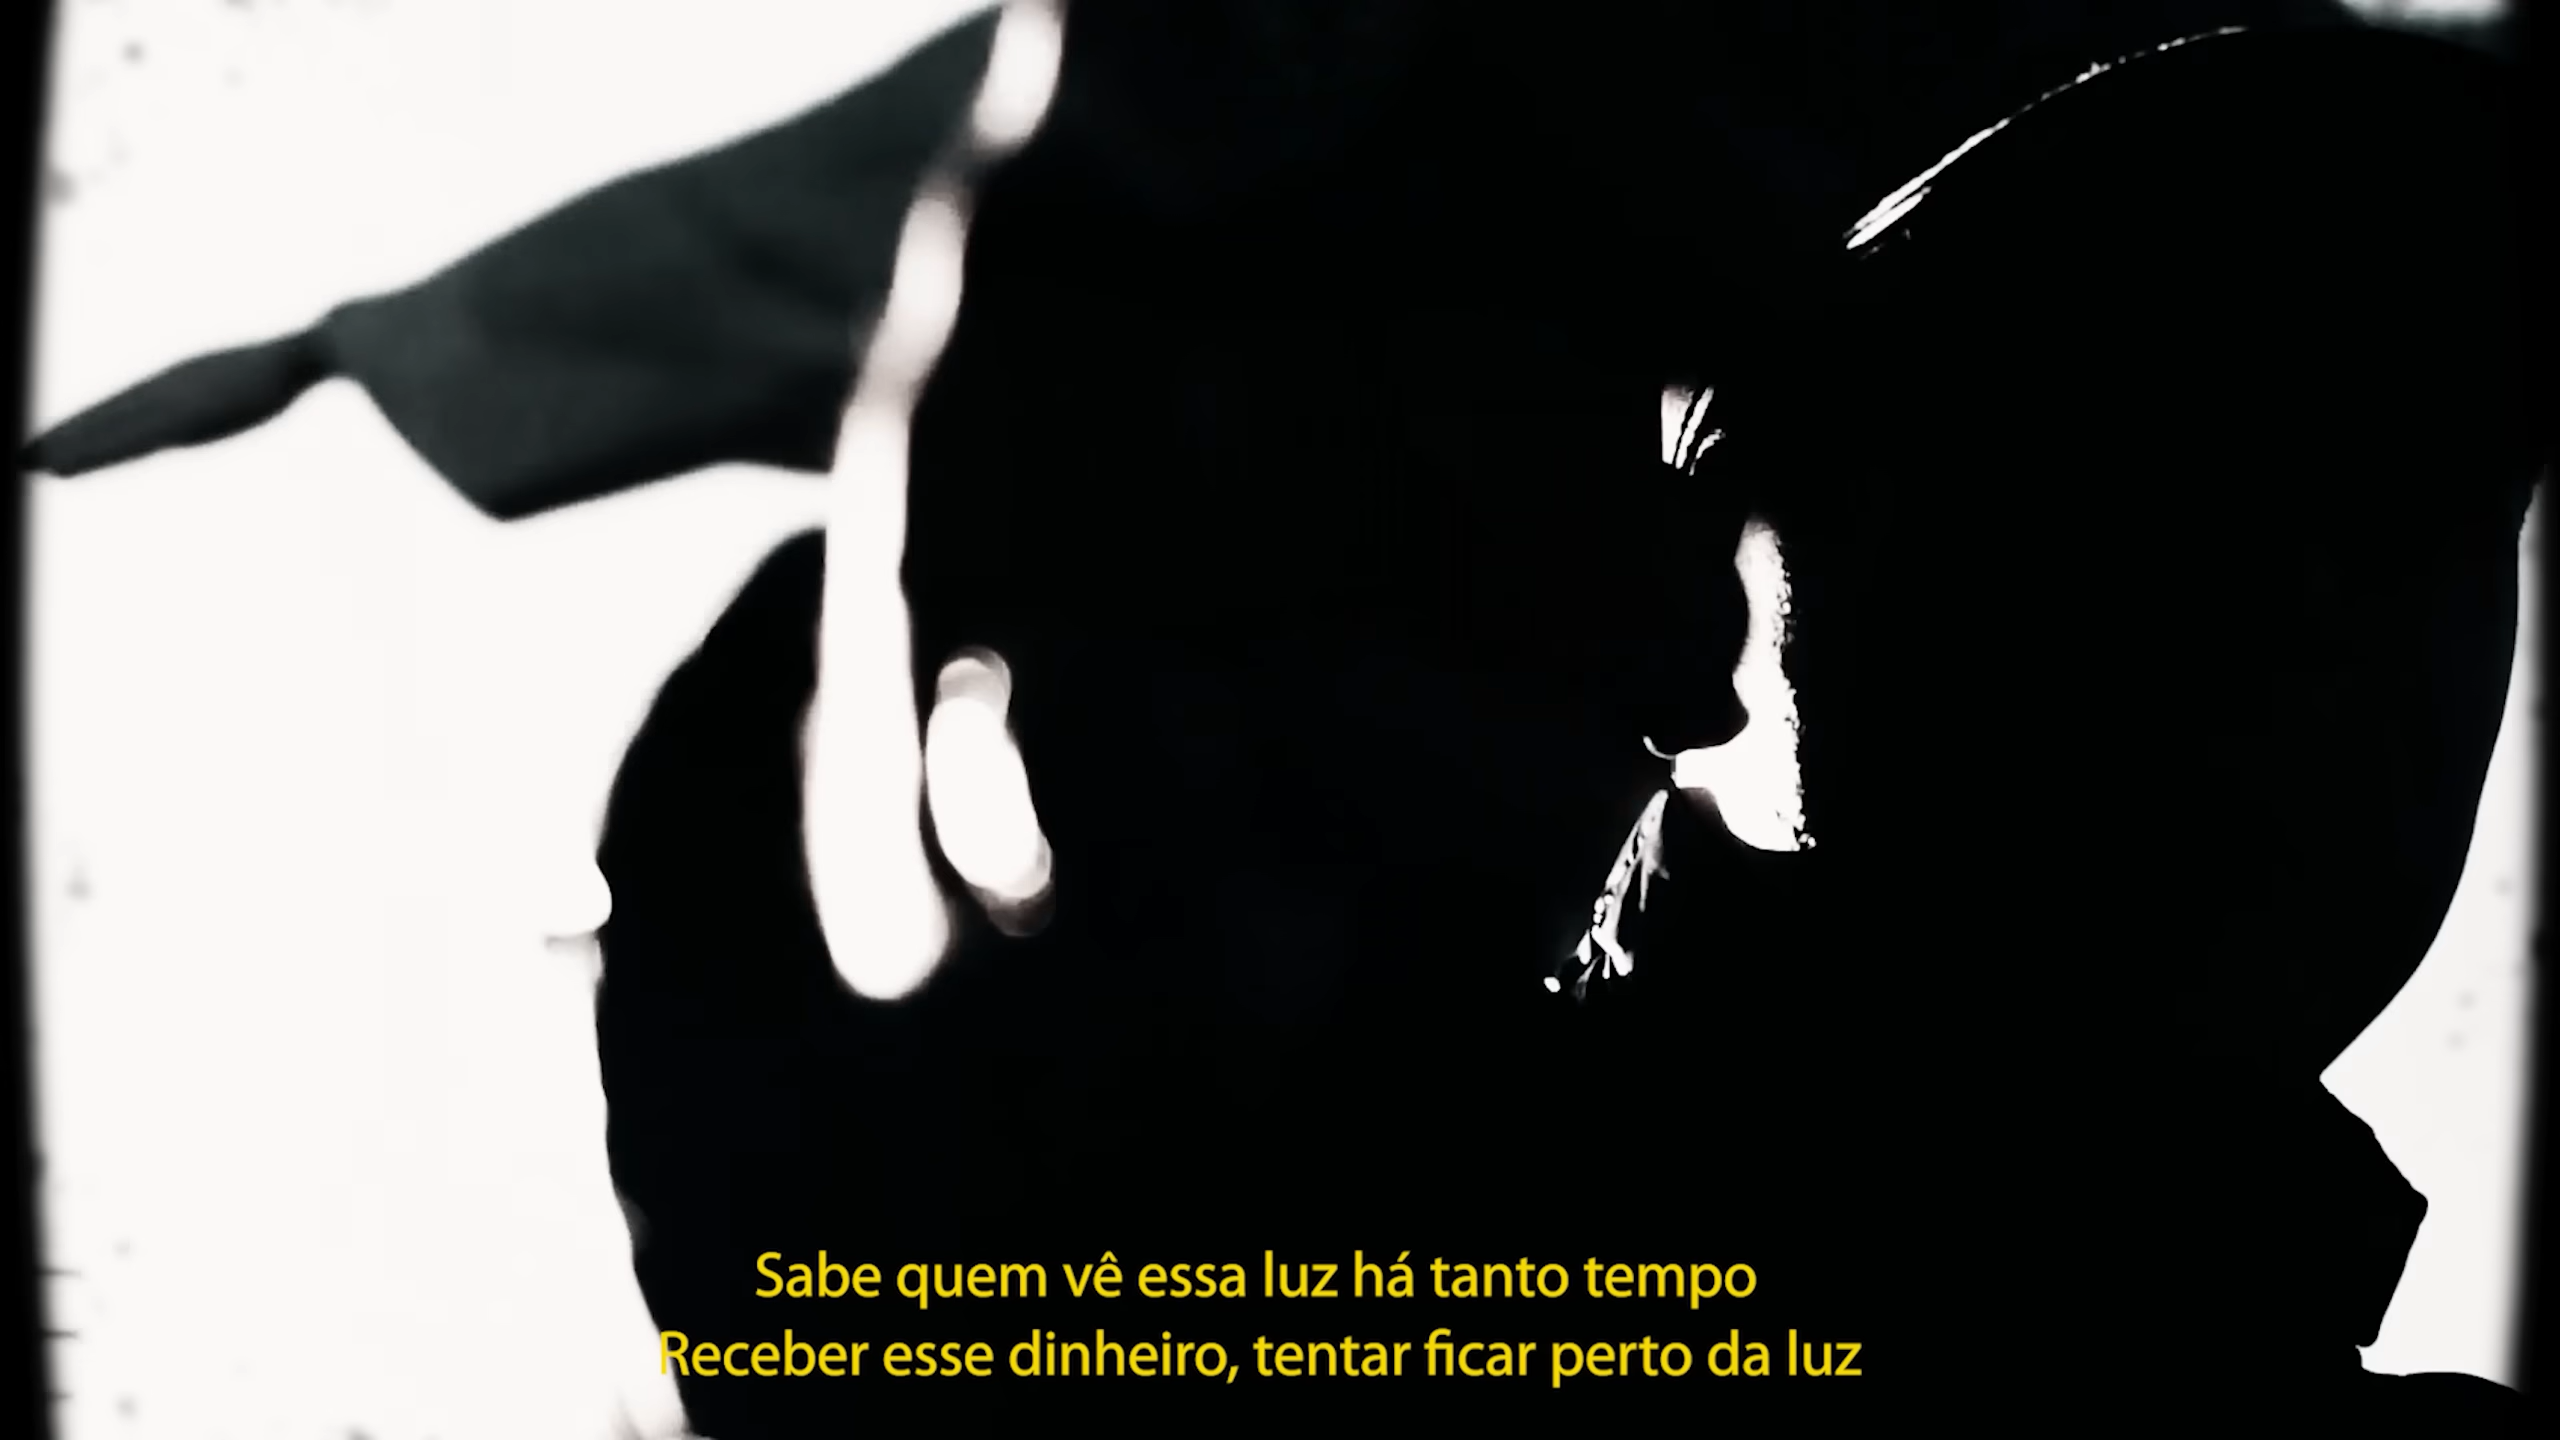 Sabe quem vê essa luz há tanto tempo
Receber esse dinheiro, tentar ficar perto da luz